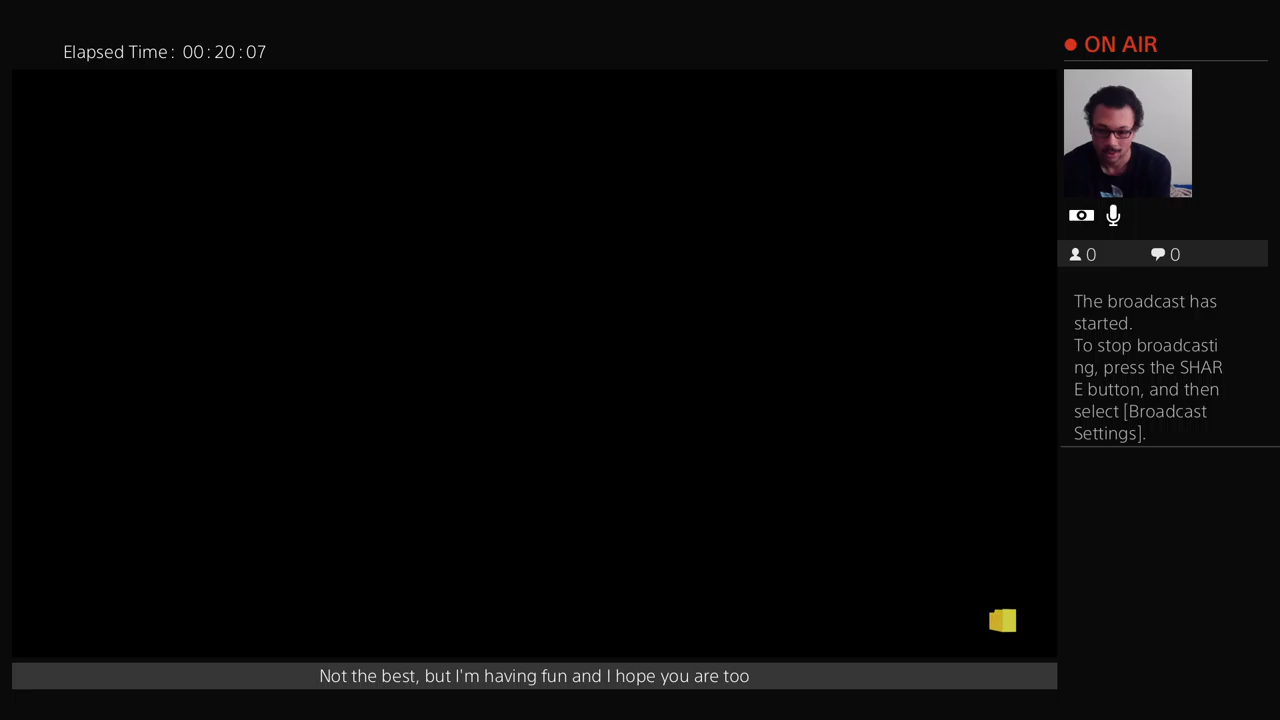 Elapsed Time: 00:20:07
ON AIR
0 0
The broadcast has
started.
To stop broadcasti
ng, press the SHAR
E button, and then
select [Broadcast
Settings].
Not the best, but I'm having fun and I hope you are too